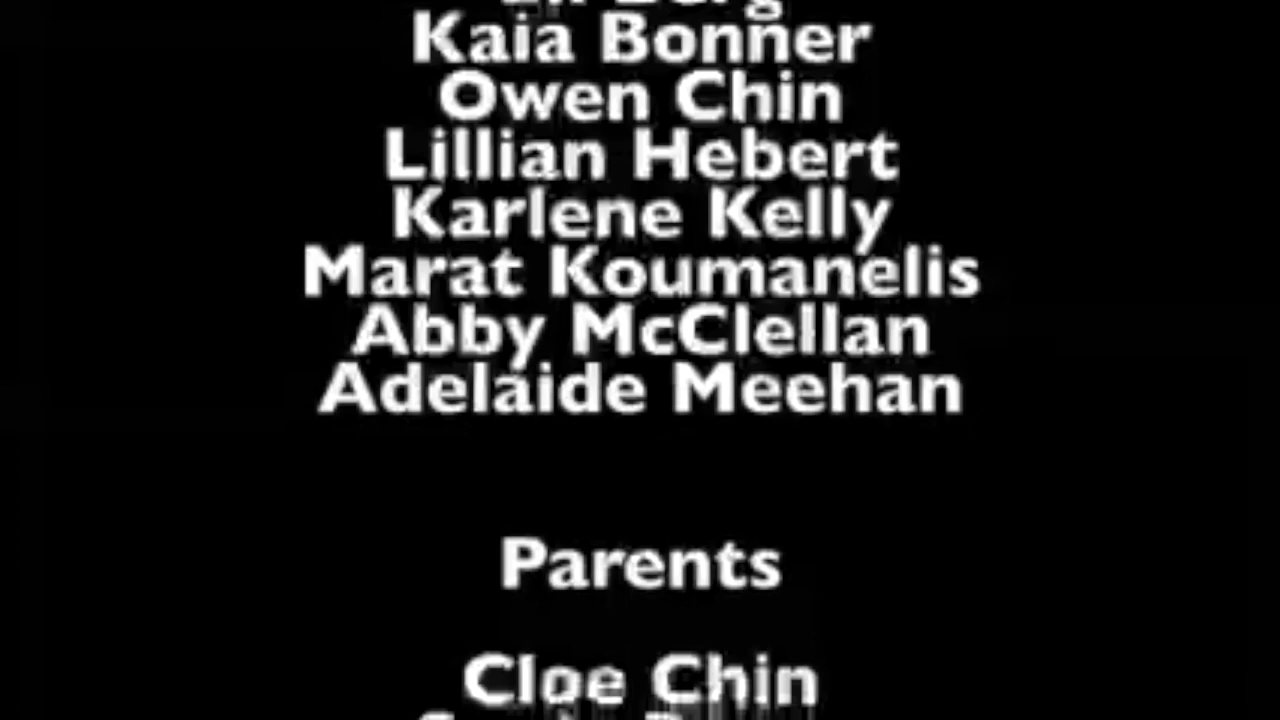 Kaia Bonner
Owen Chin
Lillian Hebert
Karlene Kelly
Marat Koumanelis
Abby McClellan
Adelaide Meehan
Parents
Cloe Chin